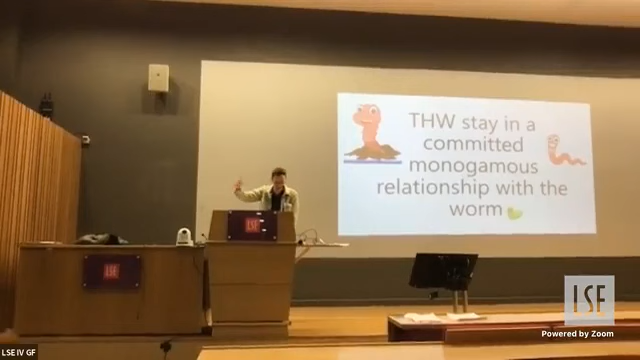 THW stay in a
committed
monogamous
relationship with the
worm
LSE
LSE
LSE
Powered by Zoom
LSE IV GF